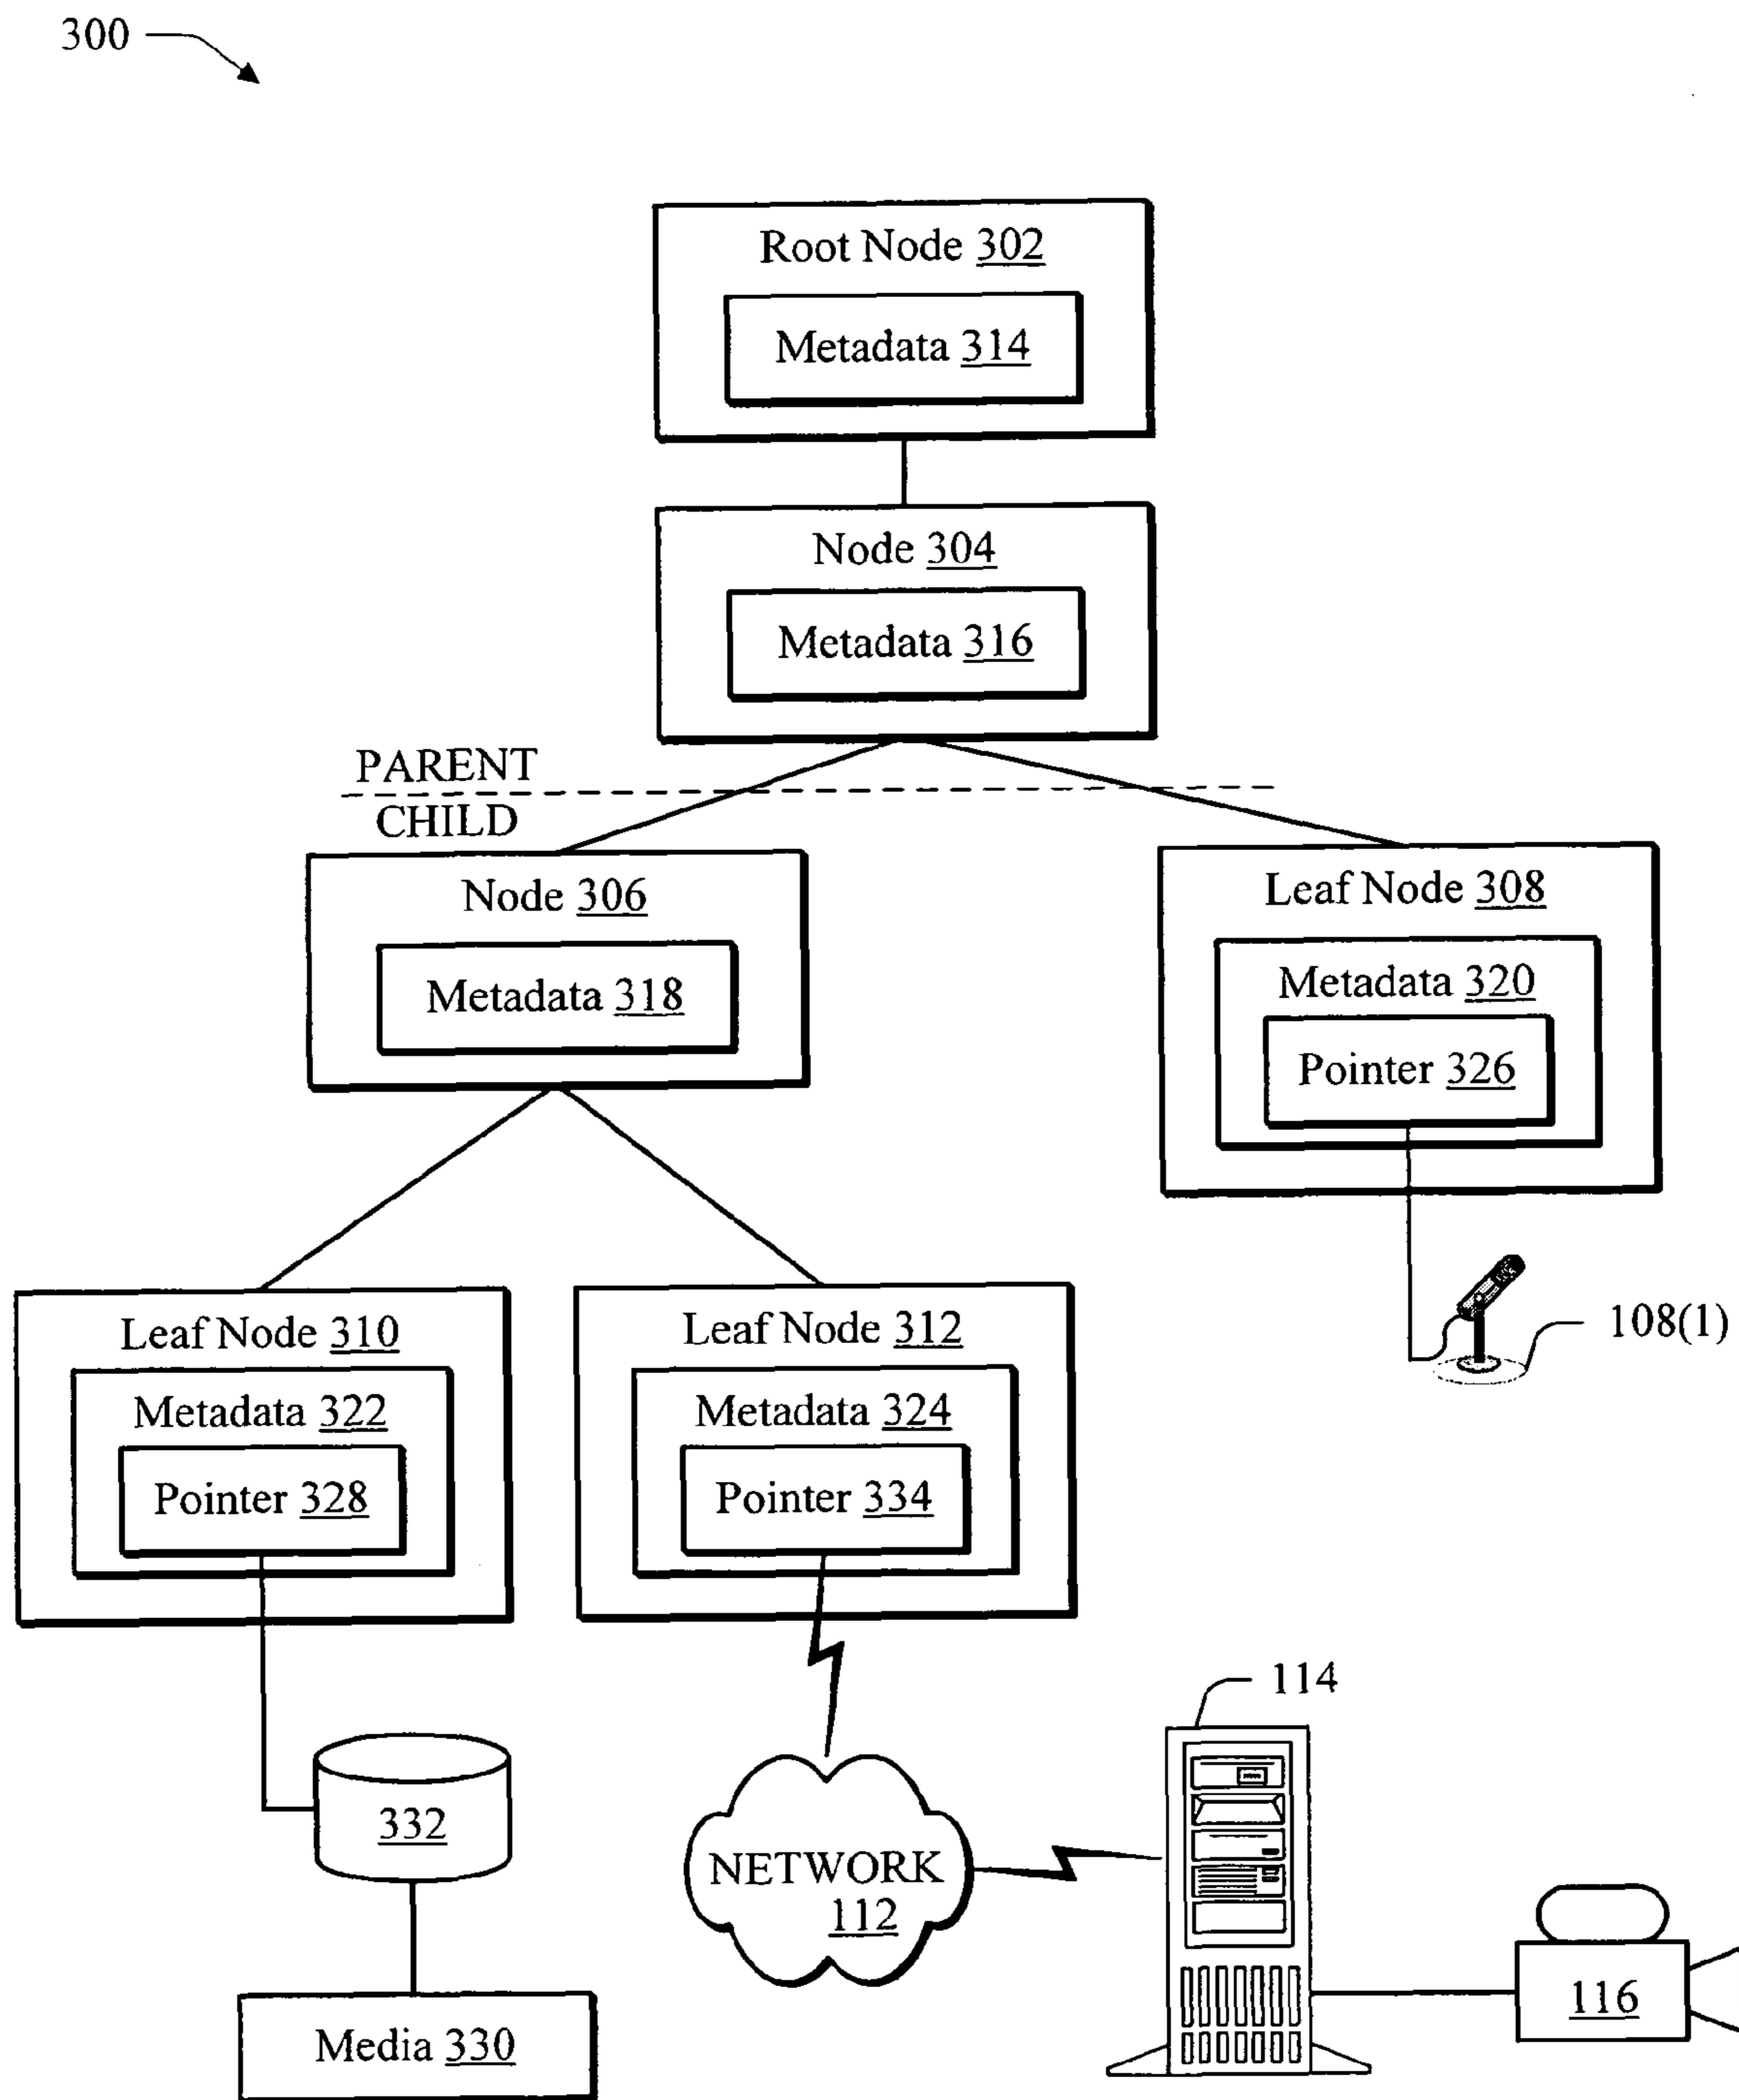 300
Root Node 302
Metadata 314
Node 304
Metadata 316
PARENT
CHILD
Node 306
Metadata 318
Leaf Node 308
Metadata 320
Pointer 326
108(1)
Leaf Node 310
Metadata 322
Pointer 328
Leaf Node 312
Metadata 324
Pointer 334
114
332
NETWORK
112
116
Media 330